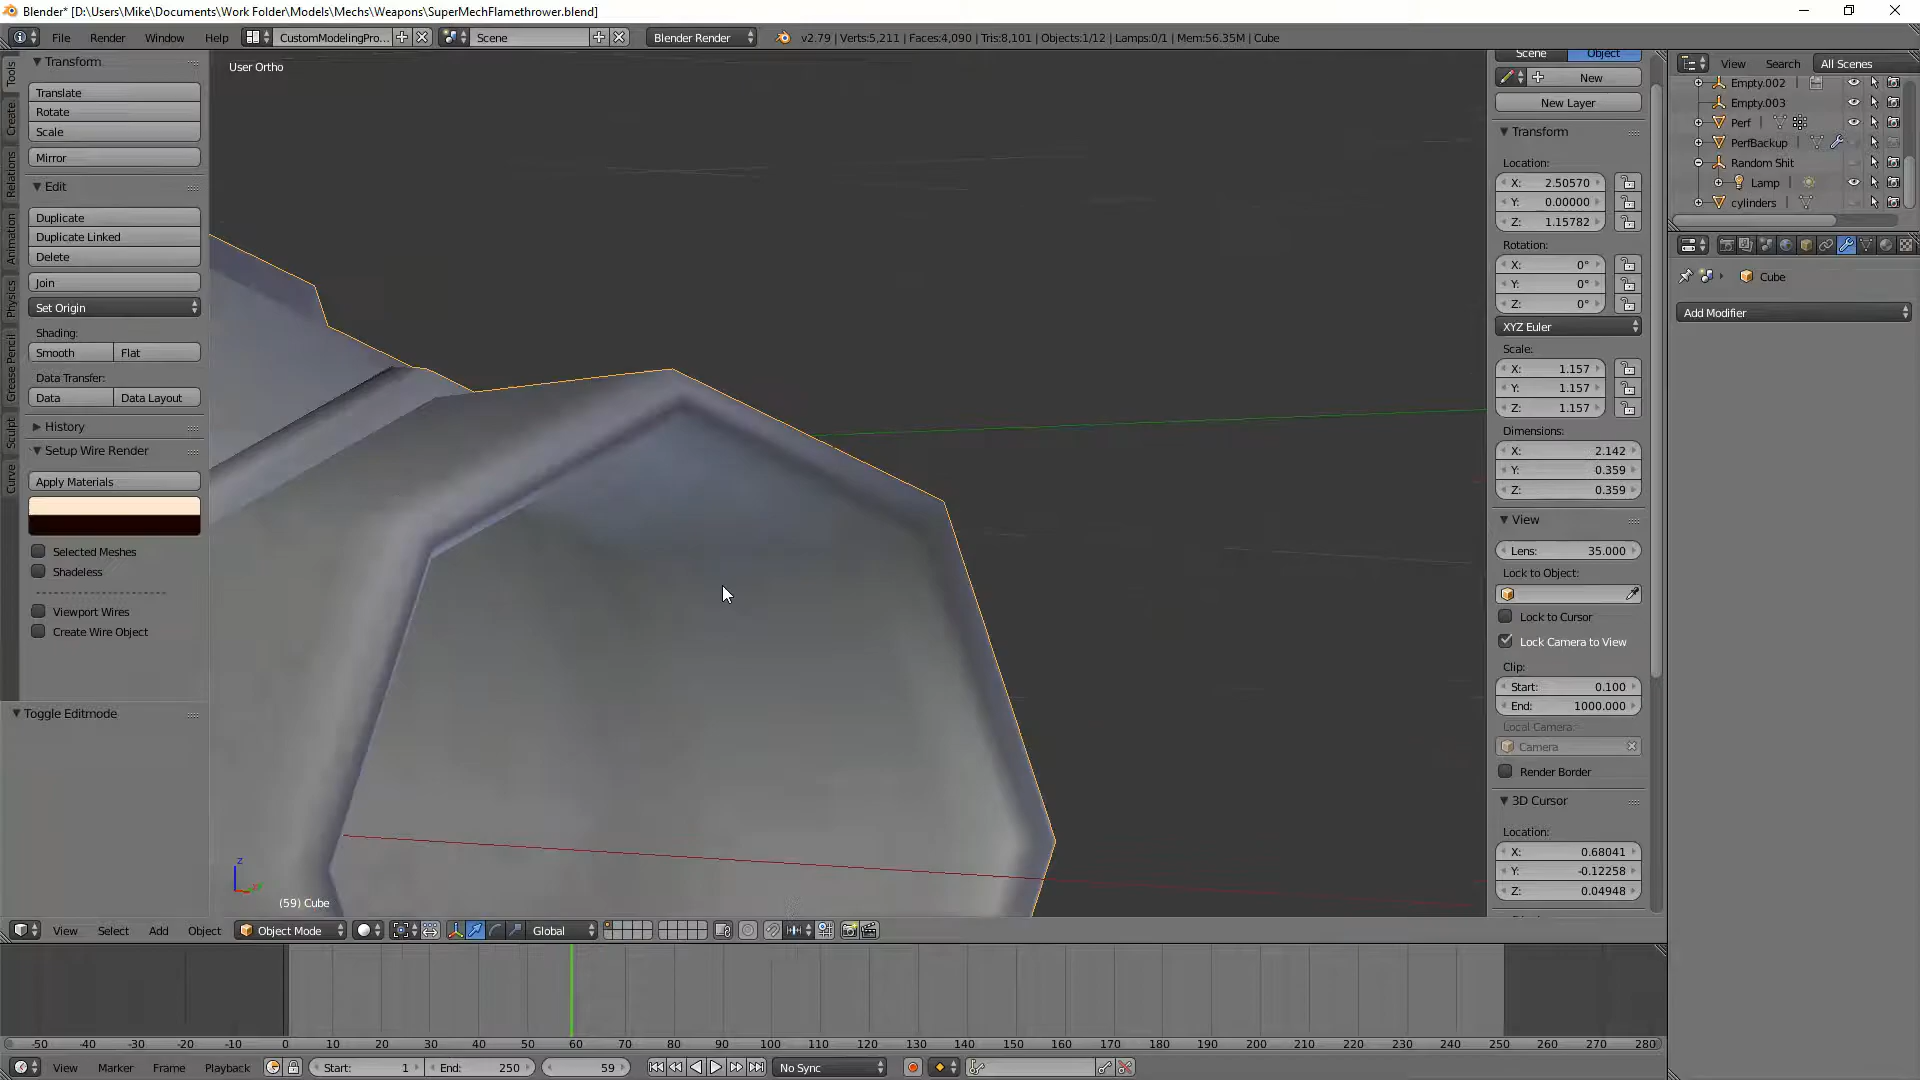 Blender* [D:\Users\Mike\Documents\Work Folder\Models\Mechs\Weapons\SuperMechFlamethrower.blend]
File Render Window Help CustomModelingPro... Scene Blender Render v2.79 | Verts:5,211 | Faces:4,090 | Tris:8,101 | Objects:1/12 | Lamps:0/1 | Mem:56.35M | Cube
Tools
Create
Relations
Animation
Physics
Grease Pencil
Sculpt
Curve
Transform
Translate
Rotate
Scale
Mirror
Edit
Duplicate
Duplicate Linked
Delete
Join
Set Origin
Shading:
Smooth Flat
Data Transfer:
Data Data Layout
History
Setup Wire Render
Apply Materials
Selected Meshes
Shadeless
Viewport Wires
Create Wire Object
Toggle Editmode
User Ortho
z
(59) Cube
Scene Object
New
New Layer
Transform
Location:
X: 2.50570
Y: 0.00000
Z: 1.15782
Rotation:
X: 0°
Y: 0°
Z: 0°
XYZ Euler
Scale:
X: 1.157
Y: 1.157
Z: 1.157
Dimensions:
X: 2.142
Y: 0.359
Z: 0.359
View
Lens: 35.000
Lock to Object:
Lock to Cursor
Lock Camera to View
Clip:
Start: 0.100
End: 1000.000
Local Camera:
Camera
Render Border
3D Cursor
Location:
X: 0.68041
Y: -0.12258
Z: 0.04948
View Search All Scenes
Empty.002
Empty.003
Perf
PerfBackup
Random Shit
Lamp
cylinders
Cube
Add Modifier
View Select Add Object Object Mode Global
-50 -40 -30 -20 -10 0 10 20 30 40 50 60 70 80 90 100 110 120 130 140 150 160 170 180 190 200 210 220 230 240 250 260 270 280
View Marker Frame Playback Start: 1 End: 250 59 No Sync